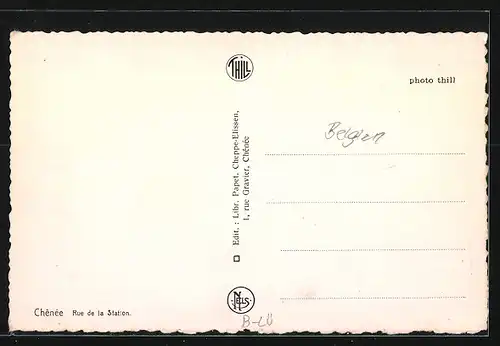 THILL
photo thill
Belgien
Edit. : Libr. Papet. Cheppe-Elissen,
1, rue Gravier, Chênée
NELS
Chênée Rue de la Station.
B-LÜ